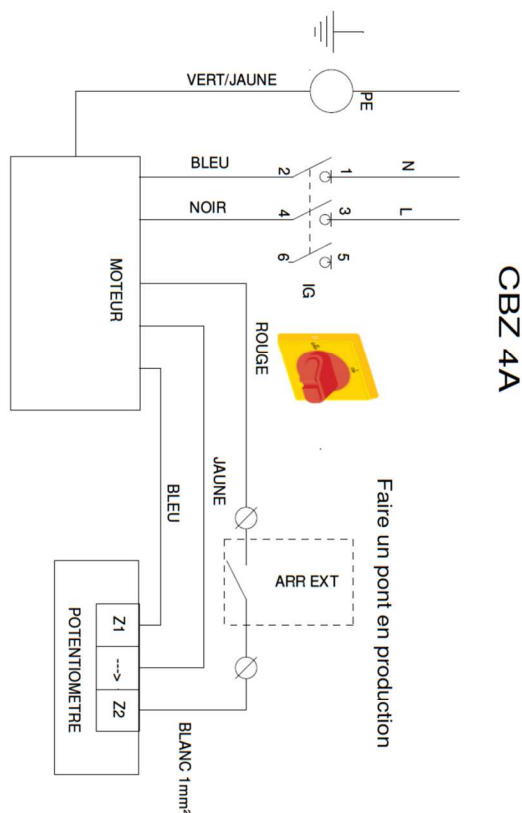 CBZ 4A
VERT/JAUNE
PE
BLEU
2
1
N
NOIR
4
3
L
6
5
IG
MOTEUR
ROUGE
JAUNE
BLEU
Faire un pont en production
ARR EXT
POTENTIOMETRE
Z1
--->
Z2
BLANC 1mm²